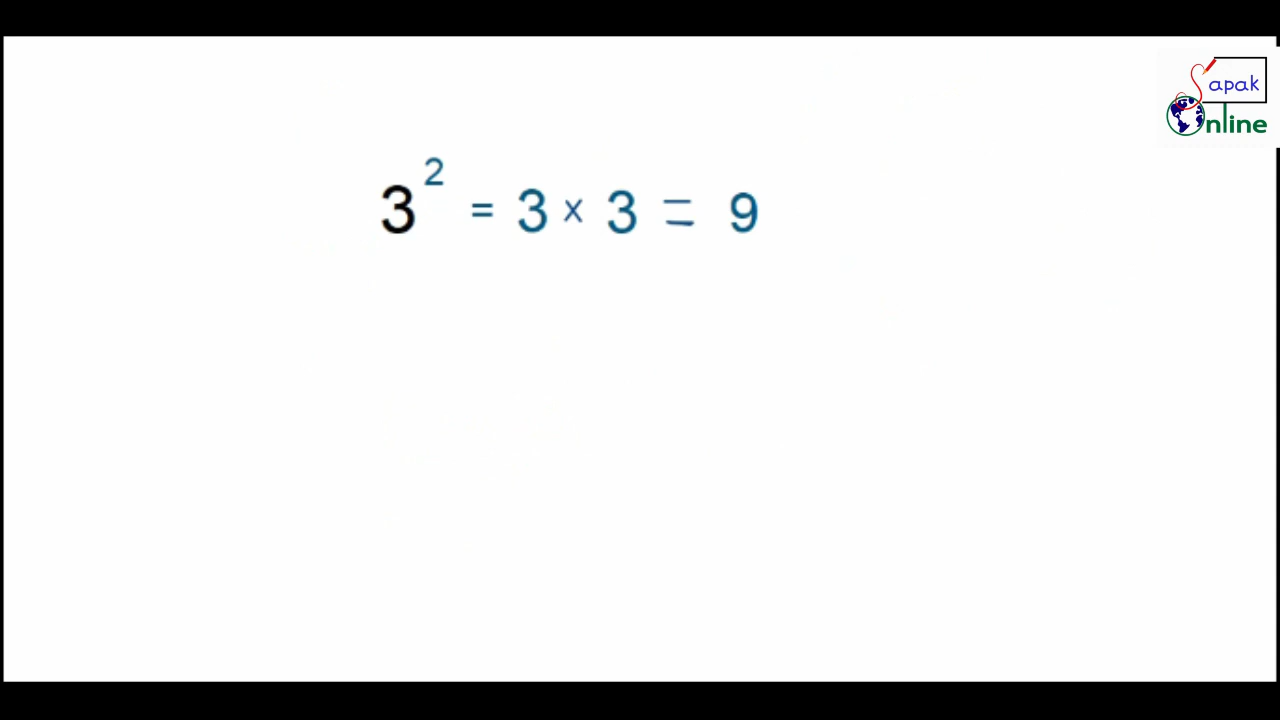 Sapak
Online
3² = 3 × 3 = 9